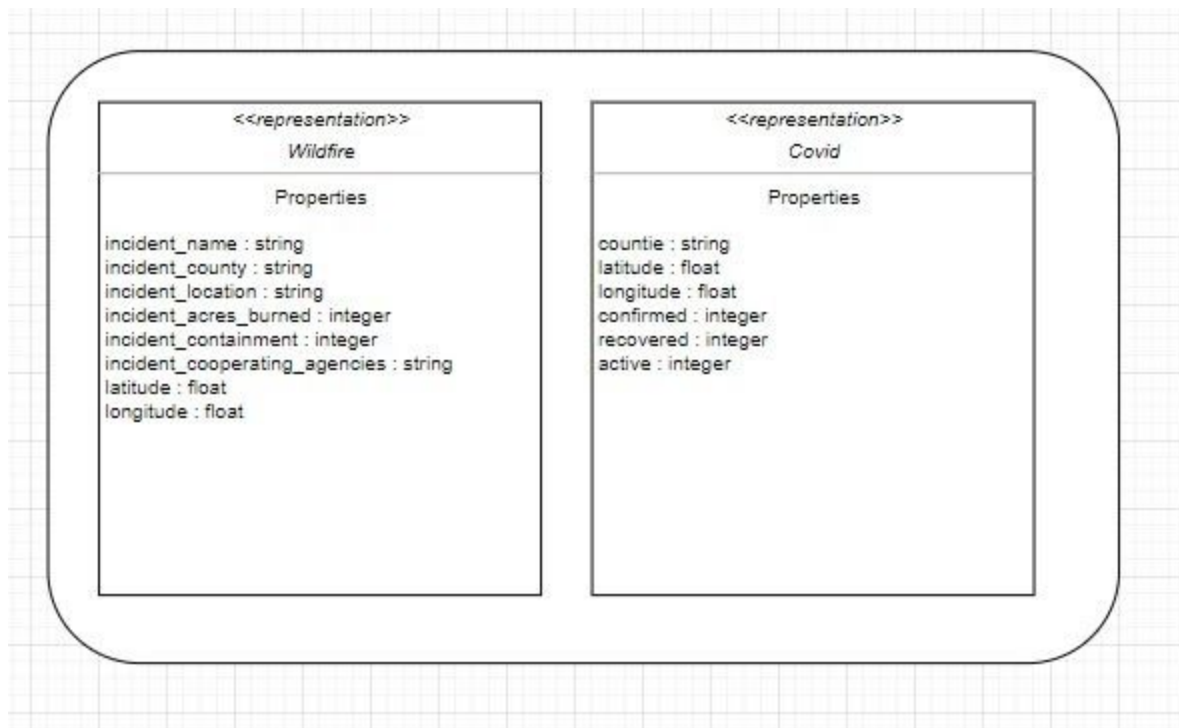 <<representation>>
Wildfire
Properties
incident_name : string
incident_county : string
incident_location : string
incident_acres_burned : integer
incident_containment : integer
incident_cooperating_agencies : string
latitude : float
longitude : float
<<representation>>
Covid
Properties
countie : string
latitude : float
longitude : float
confirmed : integer
recovered : integer
active : integer